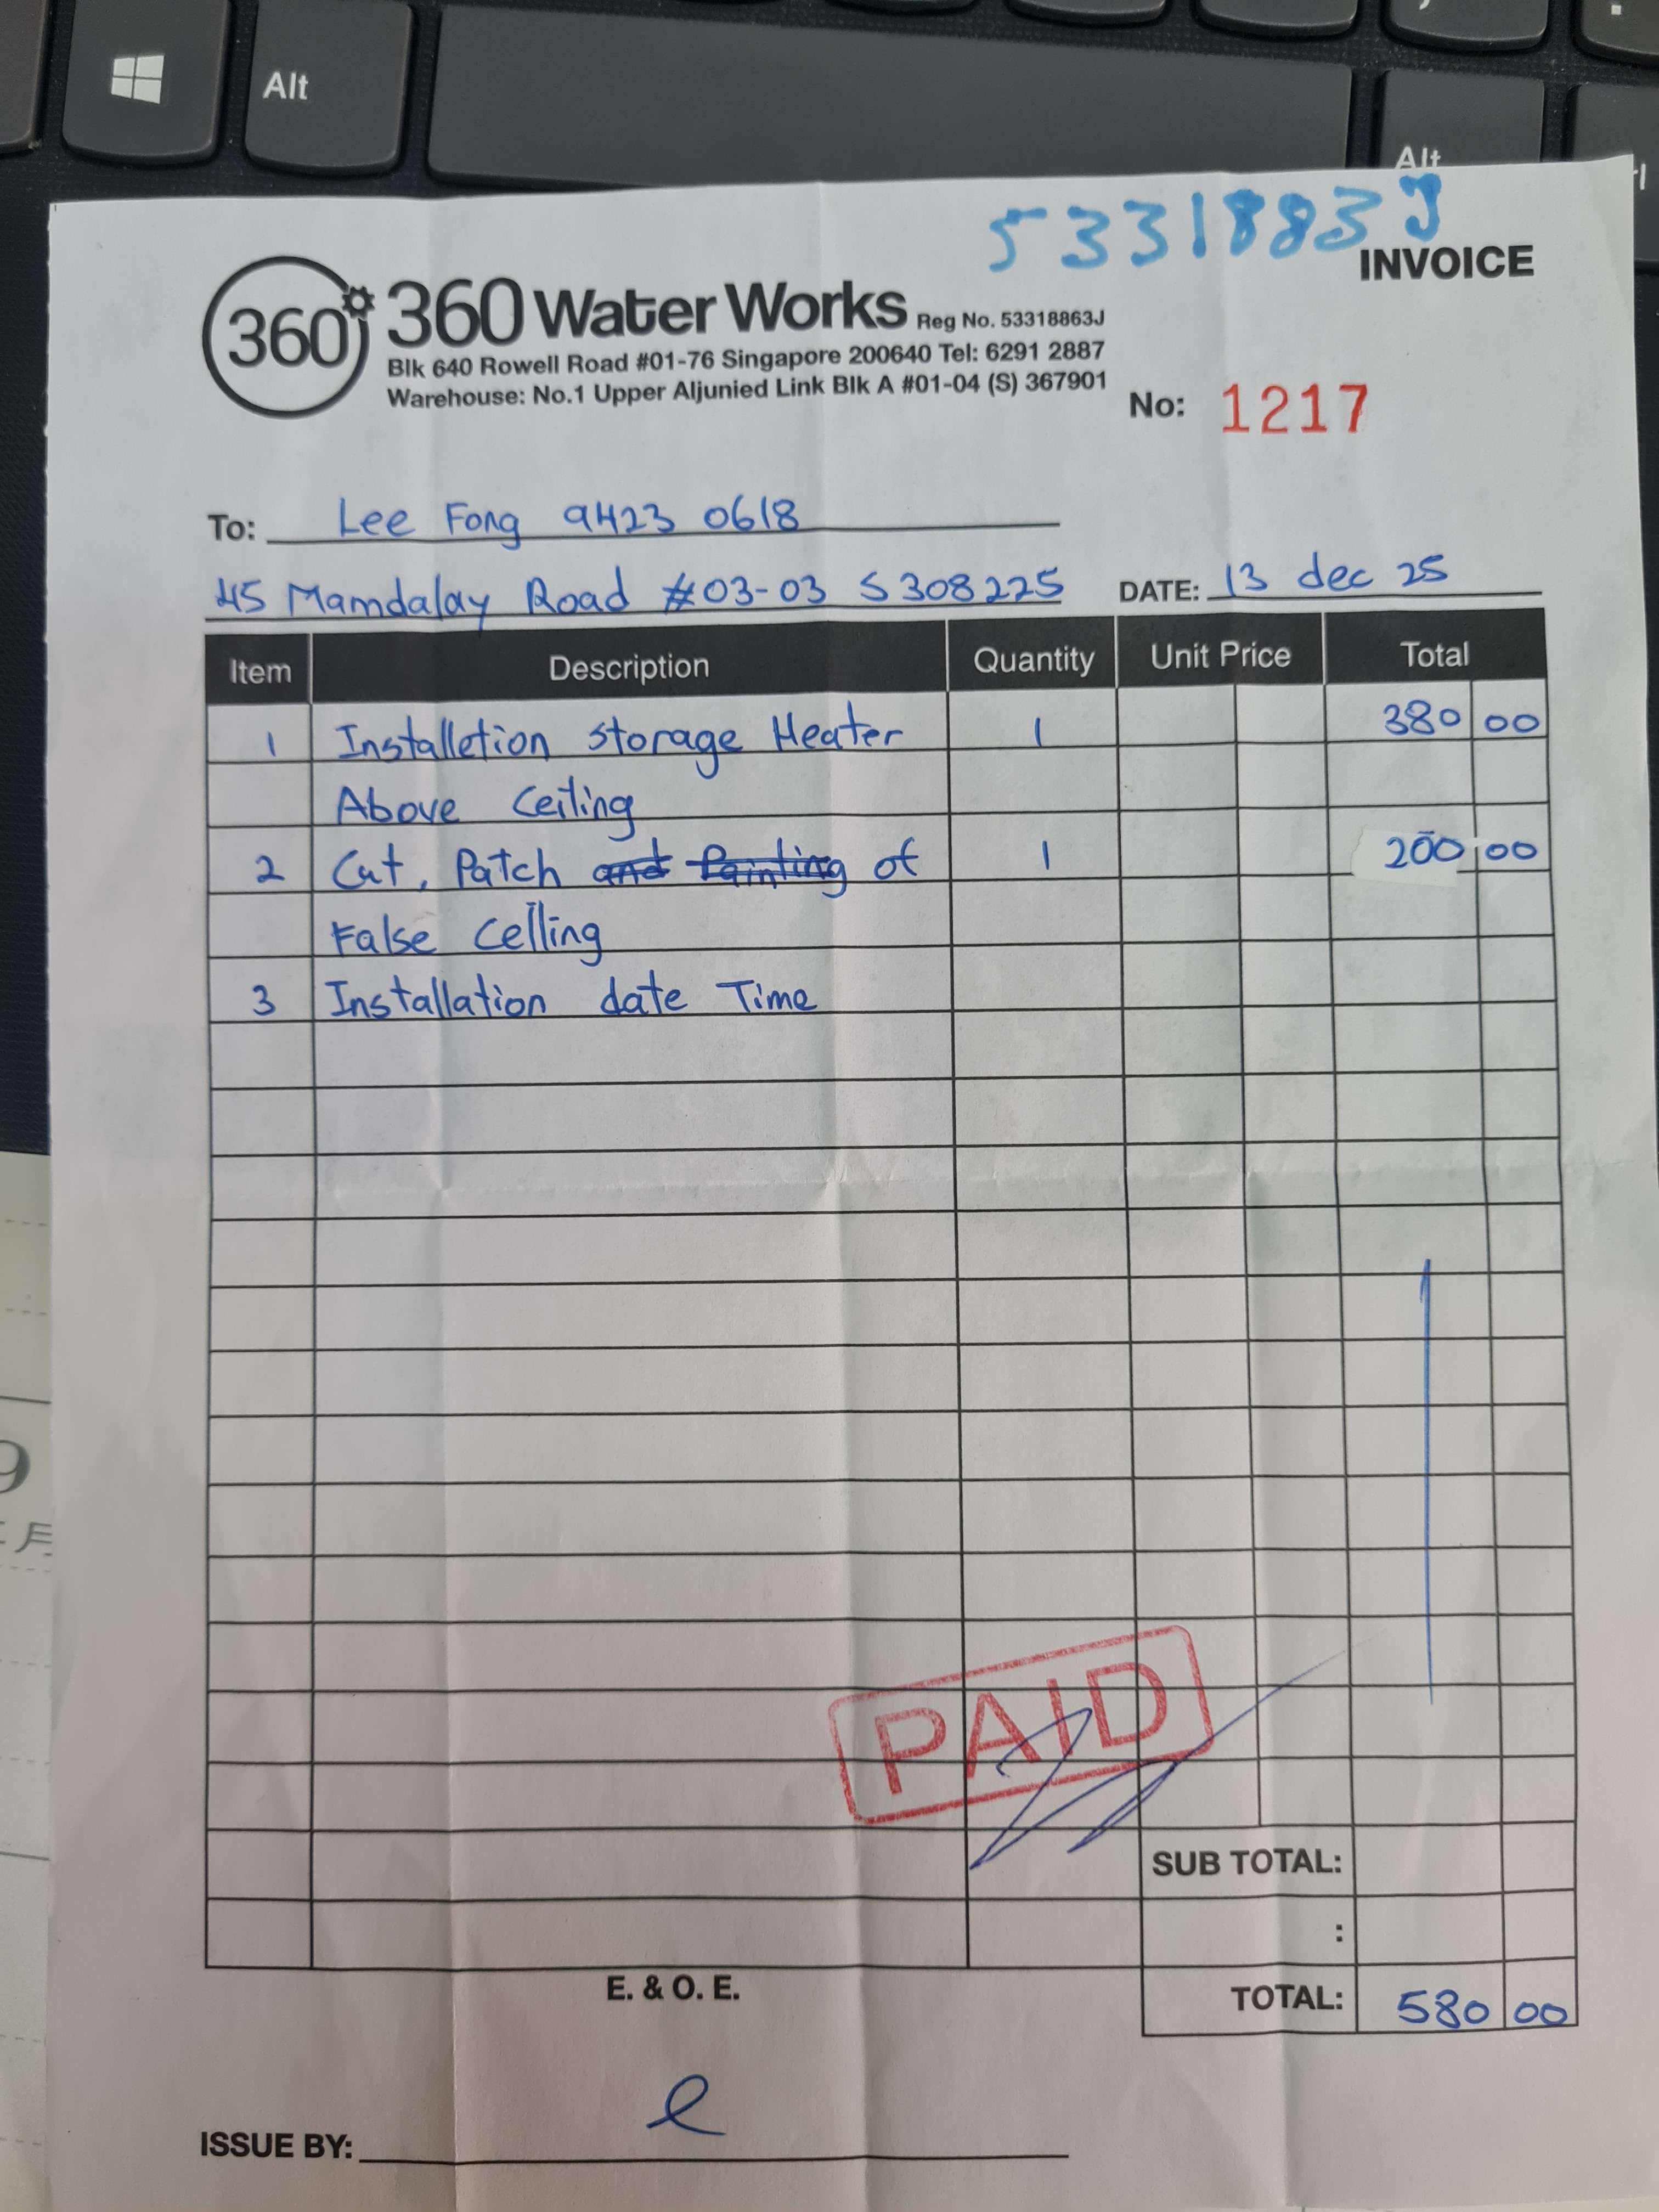 Alt
Alt
53318883J
INVOICE
360°
360 Water Works Reg No. 53318863J
Blk 640 Rowell Road #01-76 Singapore 200640 Tel: 6291 2887
Warehouse: No.1 Upper Aljunied Link Blk A #01-04 (S) 367901
No: 1217
To: Lee Fong 9423 0618
45 Mamdalay Road #03-03 S 308225 DATE: 13 dec 25
Item Description Quantity Unit Price Total
1 Installetion storage Heater 1 380 00
Above Ceiling
2 Cut, Patch and Painting of 1 200 00
False Celling
3 Installation date Time
9
月
PAID
SUB TOTAL:
:
E. & O. E.
TOTAL: 580 00
ISSUE BY: